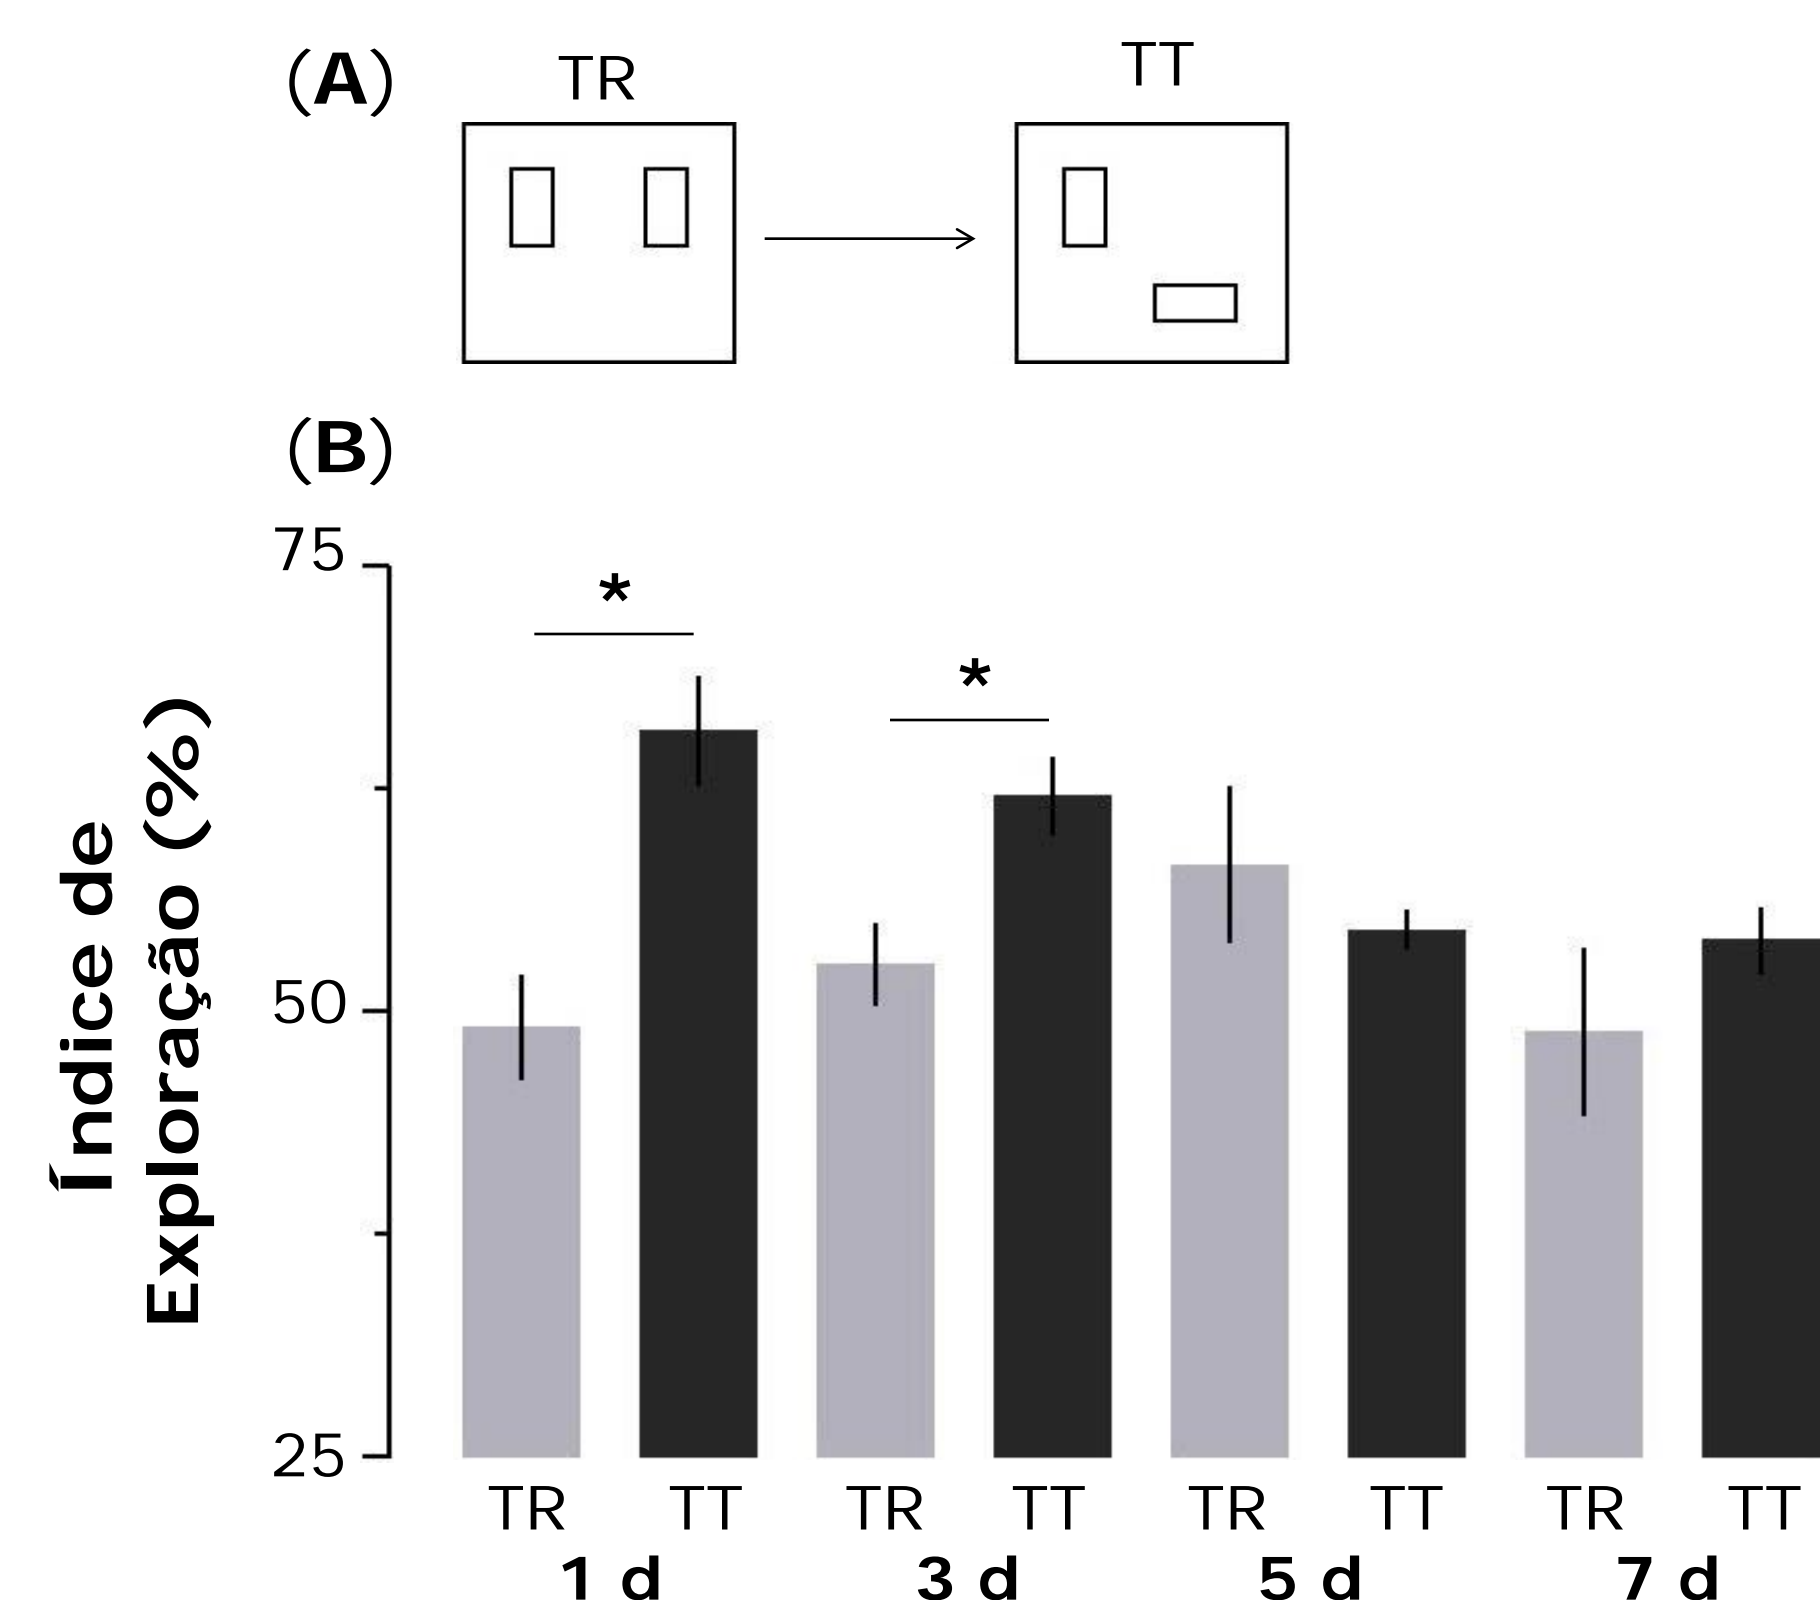 (A)
TR
TT
(B)
Índice de
Exploração (%)
75
*
*
50
25
TR TT TR TT TR TT TR TT
1 d 3 d 5 d 7 d